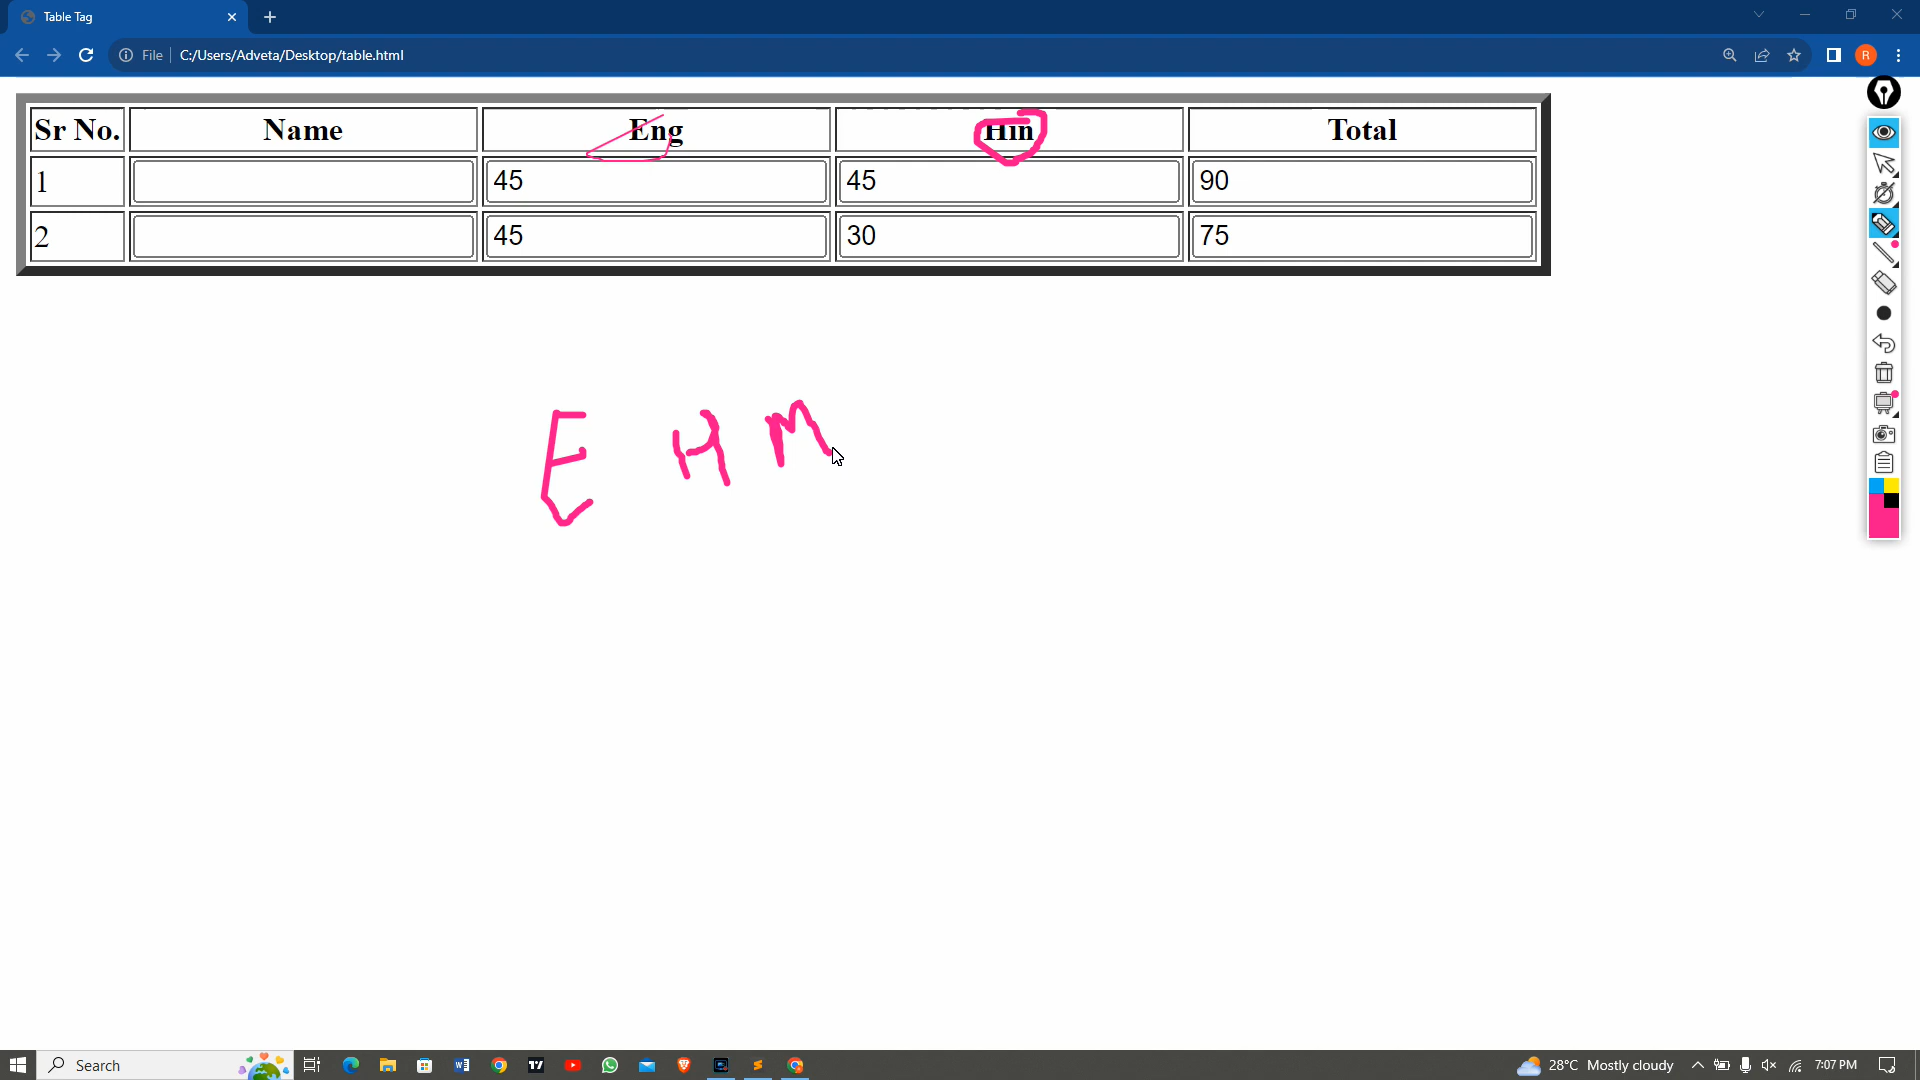 Table Tag
File C:/Users/Adveta/Desktop/table.html
R
Sr No. Name Eng Hin Total
1 45 45 90
2 45 30 75
E H M
Search
28°C Mostly cloudy
7:07 PM